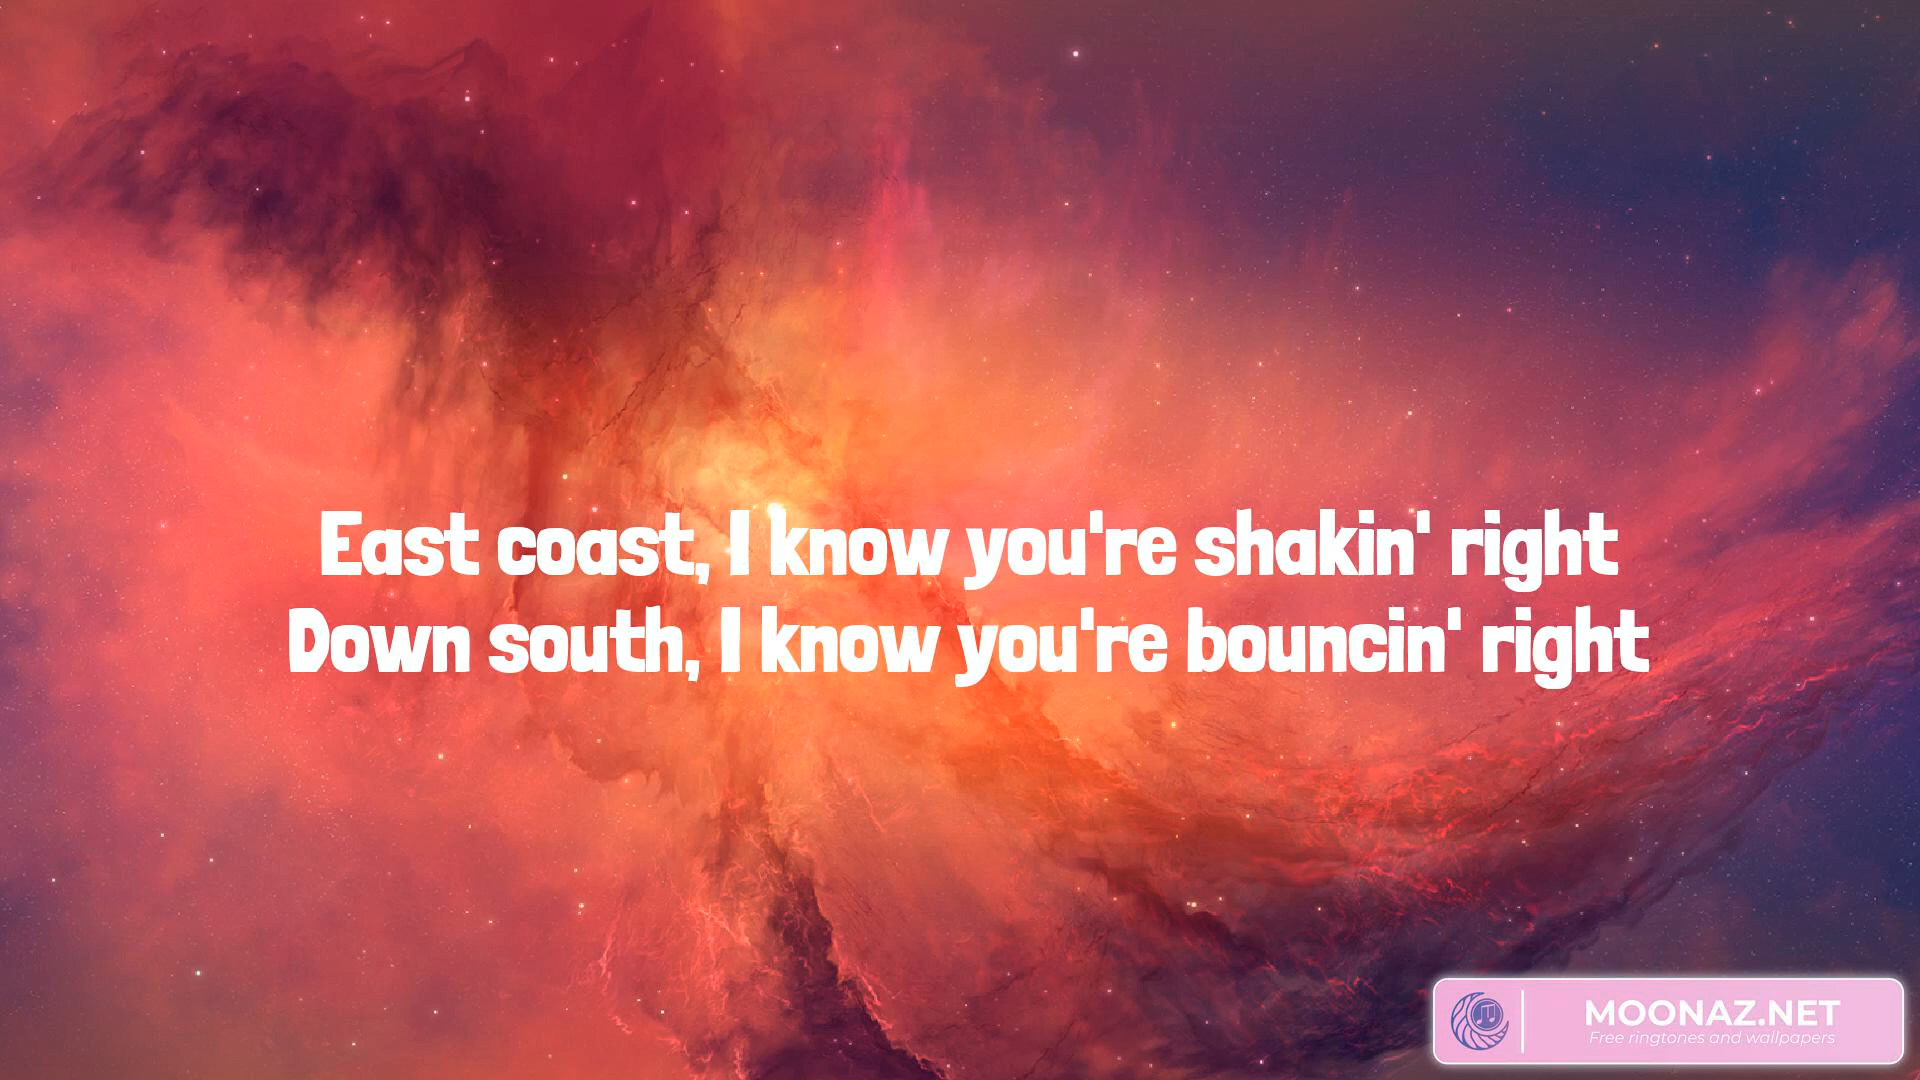 East coast, I know you're shakin' right
Down south, I know you're bouncin' right
MOONAZ.NET
Free ringtones and wallpapers